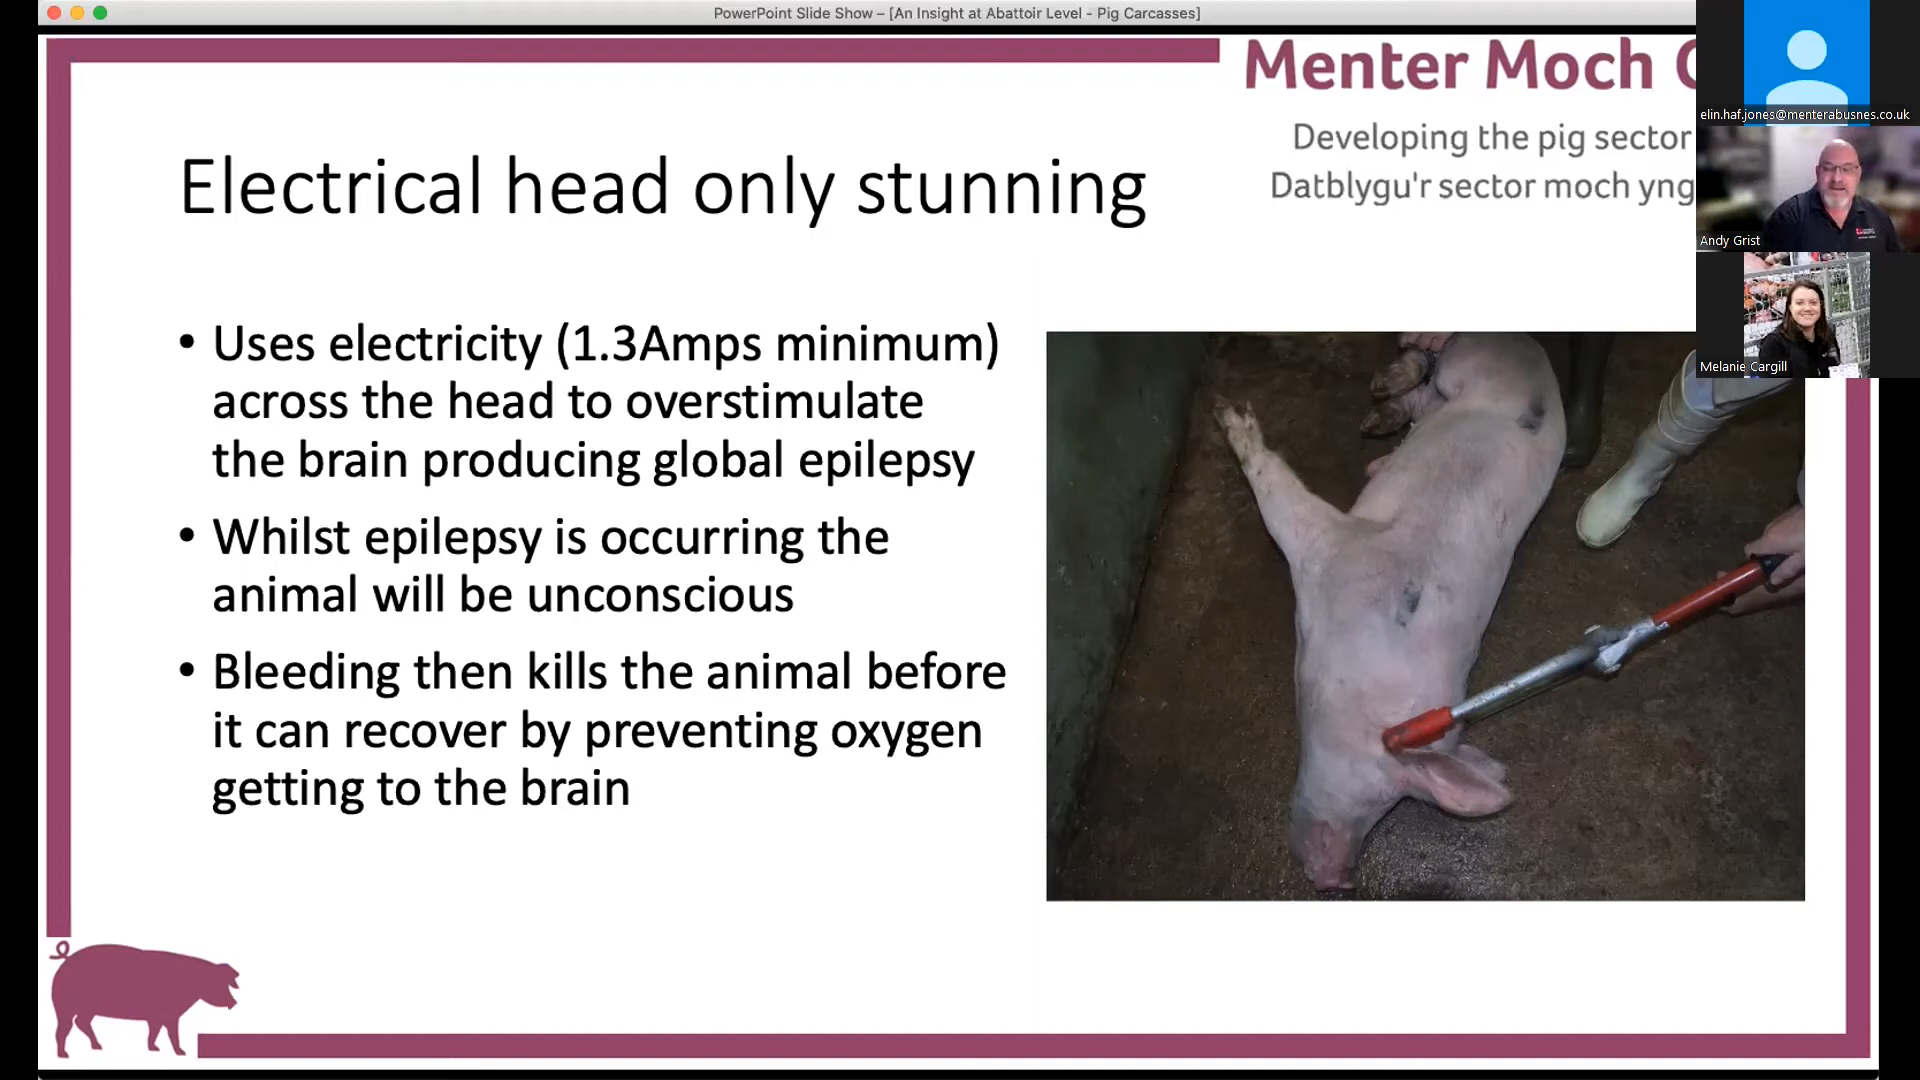 PowerPoint Slide Show – [An Insight at Abattoir Level - Pig Carcasses]
Menter Moch
Developing the pig sector
Datblygu'r sector moch yng
elin.haf.jones@menterabusnes.co.uk
Andy Grist
Melanie Cargill
Electrical head only stunning
• Uses electricity (1.3Amps minimum)
across the head to overstimulate
the brain producing global epilepsy
• Whilst epilepsy is occurring the
animal will be unconscious
• Bleeding then kills the animal before
it can recover by preventing oxygen
getting to the brain